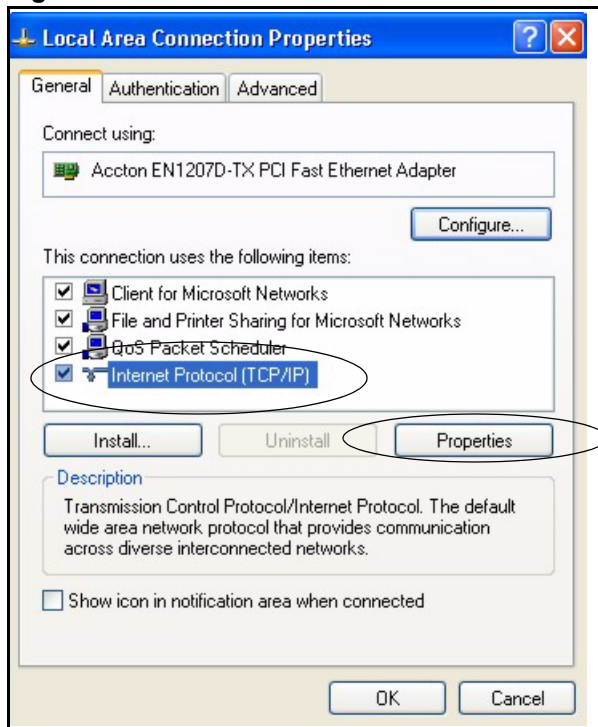 Local Area Connection Properties
General Authentication Advanced
Connect using:
Accton EN1207D-TX PCI Fast Ethernet Adapter
Configure...
This connection uses the following items:
Client for Microsoft Networks
File and Printer Sharing for Microsoft Networks
QoS Packet Scheduler
Internet Protocol (TCP/IP)
Install... Uninstall Properties
Description
Transmission Control Protocol/Internet Protocol. The default
wide area network protocol that provides communication
across diverse interconnected networks.
Show icon in notification area when connected
OK Cancel